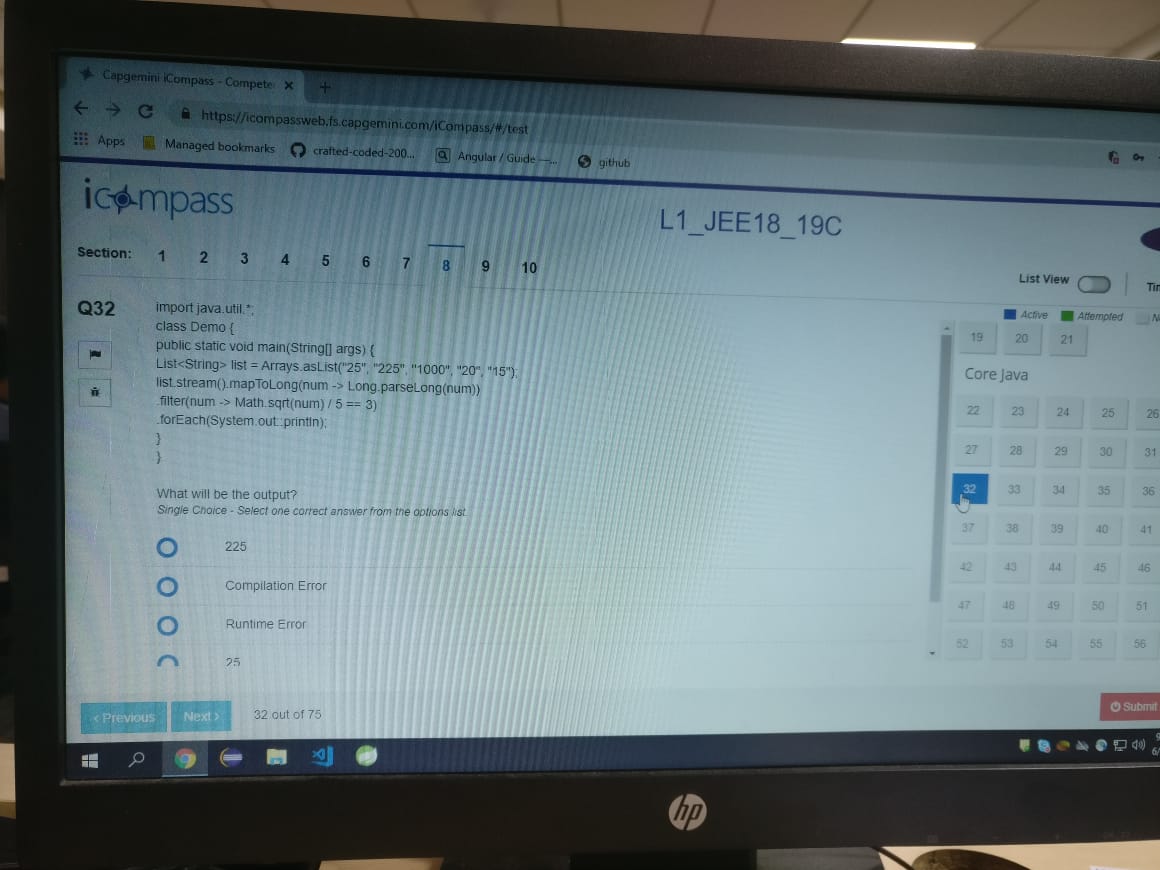 Capgemini iCompass - Compete
https://icompassweb.fs.capgemini.com/iCompass/#/test
Apps
Managed bookmarks
crafted-coded-200...
Angular / Guide —...
github
icompass
L1_JEE18_19C
Section: 1 2 3 4 5 6 7 8 9 10
List View
Active
Attempted
Q32
import java.util.*;
class Demo {
public static void main(String[] args) {
List<String> list = Arrays.asList("25", "225", "1000", "20", "15");
list.stream().mapToLong(num -> Long.parseLong(num))
.filter(num -> Math.sqrt(num) / 5 == 3)
.forEach(System.out::println);
}
}
What will be the output?
Single Choice - Select one correct answer from the options list.
225
Compilation Error
Runtime Error
25
19 20 21
Core Java
22 23 24 25 26
27 28 29 30 31
32 33 34 35 36
37 38 39 40 41
42 43 44 45 46
47 48 49 50 51
52 53 54 55 56
< Previous
Next >
32 out of 75
Submit
hp